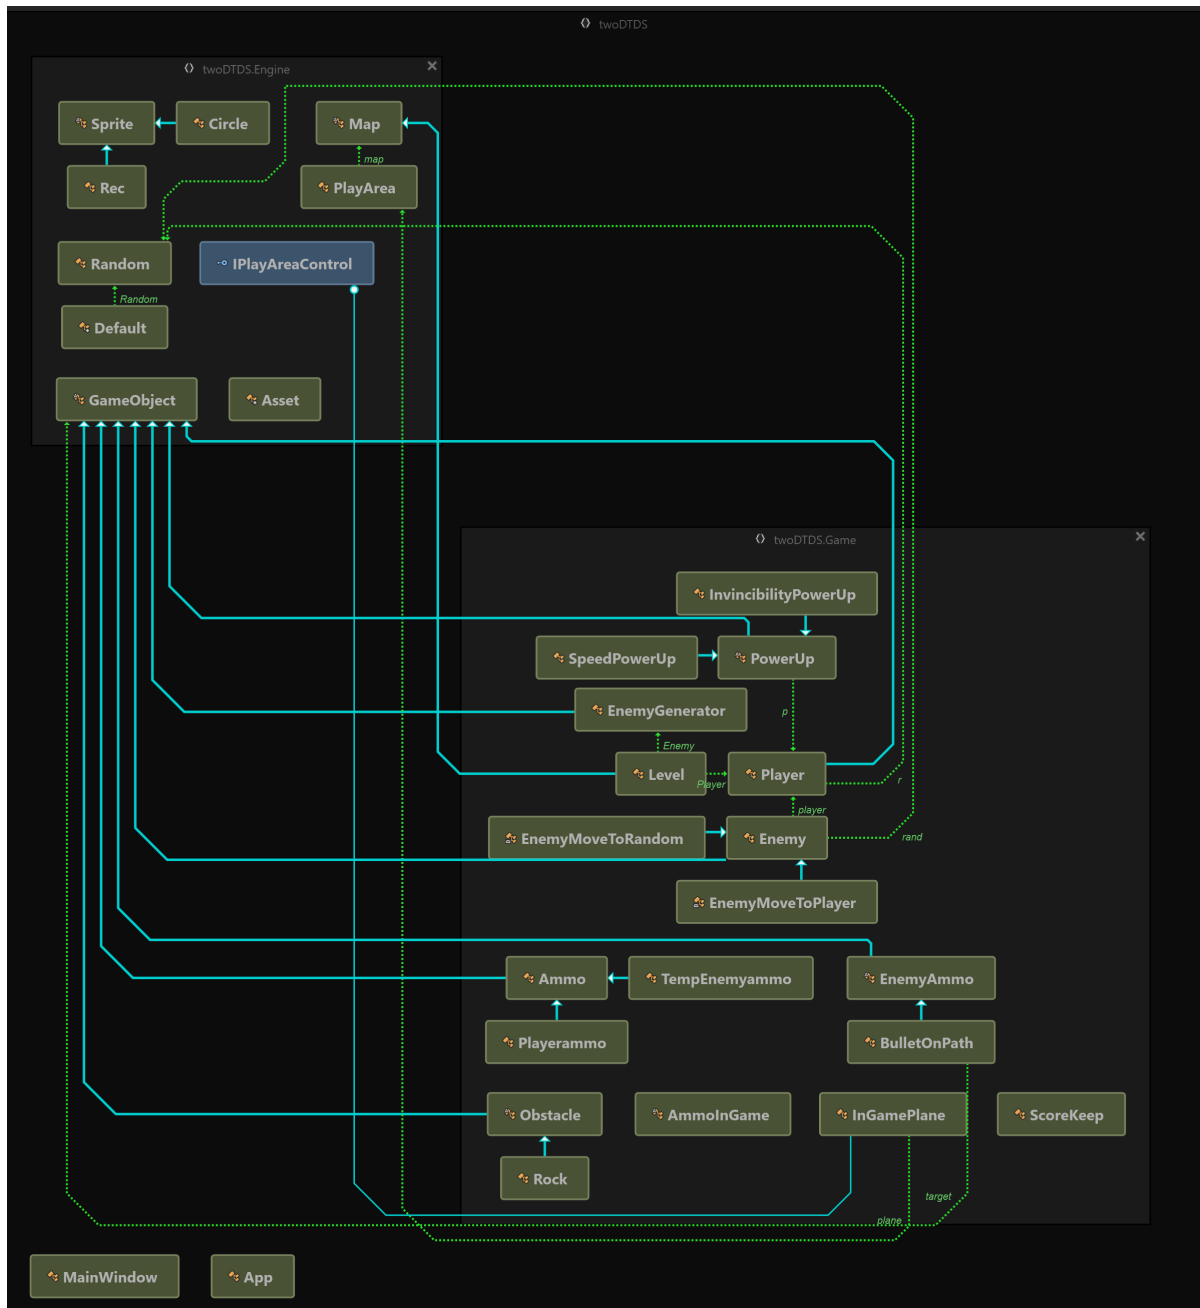 twoDTDS
twoDTDS.Engine
Sprite
Circle
Map
map
Rec
PlayArea
Random
IPlayAreaControl
Random
Default
GameObject
Asset
twoDTDS.Game
InvincibilityPowerUp
SpeedPowerUp
PowerUp
EnemyGenerator
p
Enemy
Level
Player
Player
r
player
EnemyMoveToRandom
Enemy
rand
EnemyMoveToPlayer
Ammo
TempEnemyammo
EnemyAmmo
Playerammo
BulletOnPath
Obstacle
AmmoInGame
InGamePlane
ScoreKeep
Rock
target
plane
MainWindow
App